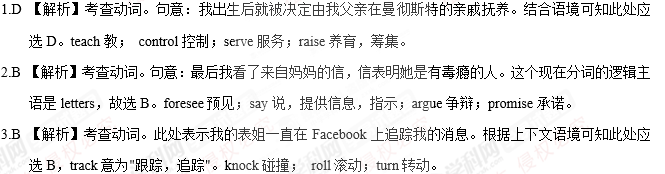 1.D 【解析】考查动词。句意：我出生后就被决定由我父亲在曼彻斯特的亲戚抚养。结合语境可知此处应
选 D。teach 教； control 控制；serve 服务；raise 养育，筹集。
2.B 【解析】考查动词。句意：最后我看了来自妈妈的信，信表明她是有毒瘾的人。这个现在分词的逻辑主
语是 letters，故选 B。foresee 预见；say 说，提供信息，指示；argue 争辩；promise 承诺。
3.B 【解析】考查动词。此处表示我的表姐一直在 Facebook 上追踪我的消息。根据上下文语境可知此处应
选 B，track 意为"跟踪，追踪"。knock 碰撞； roll 滚动；turn 转动。